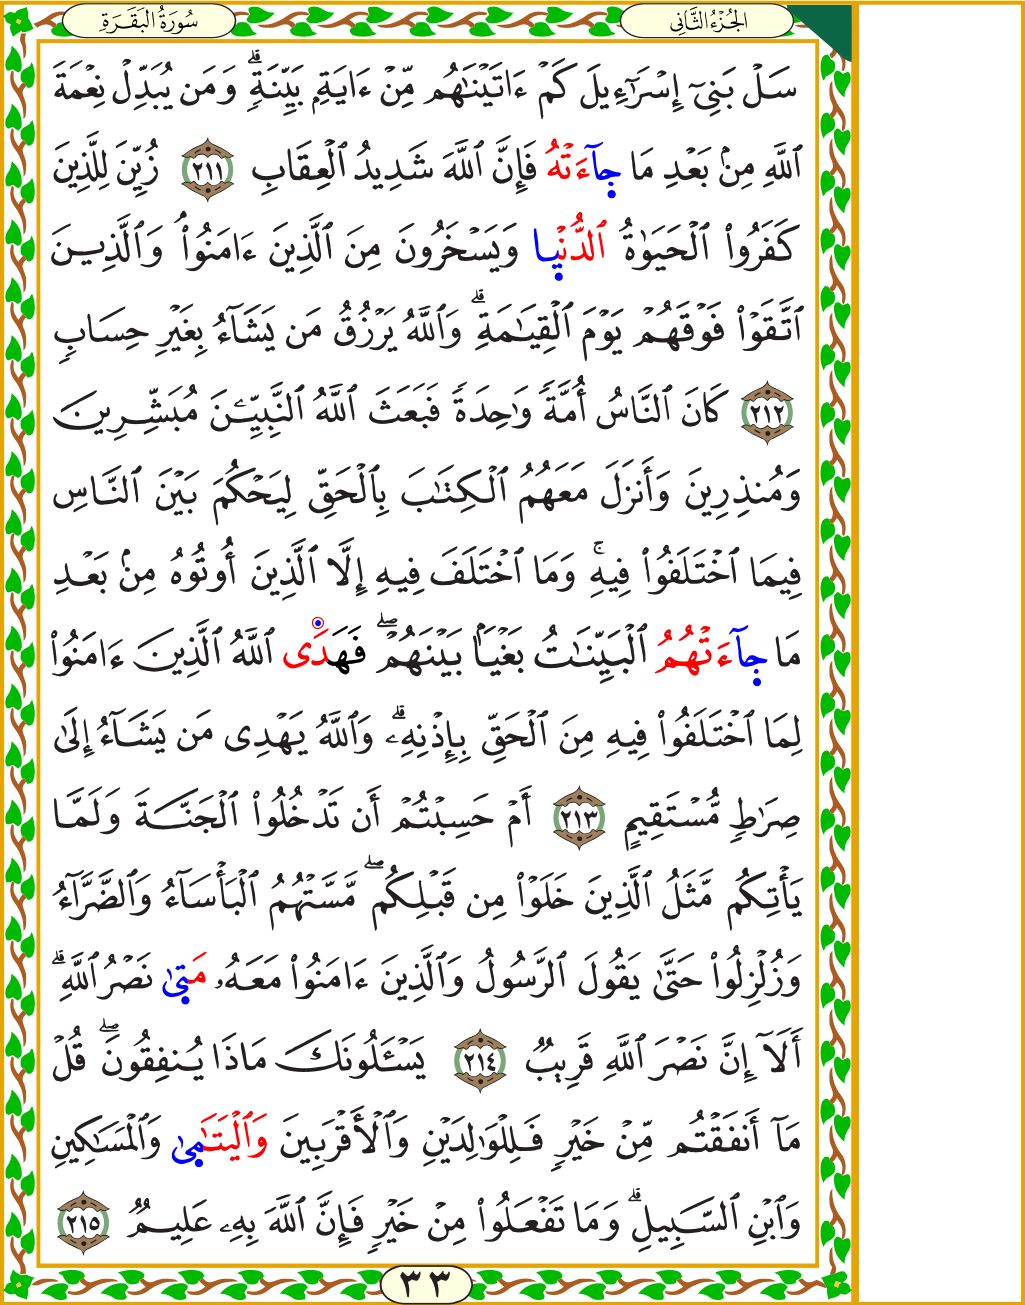 الجُزْءُ الثَّانِى
سُورَةُ البَقَرَةِ
سَلْ بَنِىٓ إِسْرَٰٓءِيلَ كَمْ ءَاتَيْنَٰهُم مِّنْ ءَايَةٍۭ بَيِّنَةٍۗ وَمَن يُبَدِّلْ نِعْمَةَ
ٱللَّهِ مِنۢ بَعْدِ مَا جَآءَتْهُ فَإِنَّ ٱللَّهَ شَدِيدُ ٱلْعِقَابِ ٢١١ زُيِّنَ لِلَّذِينَ
كَفَرُوا۟ ٱلْحَيَوٰةُ ٱلدُّنْيَا وَيَسْخَرُونَ مِنَ ٱلَّذِينَ ءَامَنُوا۟ۘ وَٱلَّذِينَ
ٱتَّقَوْا۟ فَوْقَهُمْ يَوْمَ ٱلْقِيَٰمَةِۗ وَٱللَّهُ يَرْزُقُ مَن يَشَآءُ بِغَيْرِ حِسَابٍ
٢١٢ كَانَ ٱلنَّاسُ أُمَّةً وَٰحِدَةً فَبَعَثَ ٱللَّهُ ٱلنَّبِيِّـۧنَ مُبَشِّرِينَ
وَمُنذِرِينَ وَأَنزَلَ مَعَهُمُ ٱلْكِتَٰبَ بِٱلْحَقِّ لِيَحْكُمَ بَيْنَ ٱلنَّاسِ
فِيمَا ٱخْتَلَفُوا۟ فِيهِۚ وَمَا ٱخْتَلَفَ فِيهِ إِلَّا ٱلَّذِينَ أُوتُوهُ مِنۢ بَعْدِ
مَا جَآءَتْهُمُ ٱلْبَيِّنَٰتُ بَغْيًۢا بَيْنَهُمْۖ فَهَدَى ٱللَّهُ ٱلَّذِينَ ءَامَنُوا۟
لِمَا ٱخْتَلَفُوا۟ فِيهِ مِنَ ٱلْحَقِّ بِإِذْنِهِۦۗ وَٱللَّهُ يَهْدِى مَن يَشَآءُ إِلَىٰ
صِرَٰطٍ مُّسْتَقِيمٍ ٢١٣ أَمْ حَسِبْتُمْ أَن تَدْخُلُوا۟ ٱلْجَنَّةَ وَلَمَّا
يَأْتِكُم مَّثَلُ ٱلَّذِينَ خَلَوْا۟ مِن قَبْلِكُمۖ مَّسَّتْهُمُ ٱلْبَأْسَآءُ وَٱلضَّرَّآءُ
وَزُلْزِلُوا۟ حَتَّىٰ يَقُولَ ٱلرَّسُولُ وَٱلَّذِينَ ءَامَنُوا۟ مَعَهُۥ مَتَىٰ نَصْرُ ٱللَّهِۗ
أَلَآ إِنَّ نَصْرَ ٱللَّهِ قَرِيبٌ ٢١٤ يَسْـَٔلُونَكَ مَاذَا يُنفِقُونَۖ قُلْ
مَآ أَنفَقْتُم مِّنْ خَيْرٍ فَلِلْوَٰلِدَيْنِ وَٱلْأَقْرَبِينَ وَٱلْيَتَٰمَىٰ وَٱلْمَسَٰكِينِ
وَٱبْنِ ٱلسَّبِيلِۗ وَمَا تَفْعَلُوا۟ مِنْ خَيْرٍ فَإِنَّ ٱللَّهَ بِهِۦ عَلِيمٌ ٢١٥
٣٣